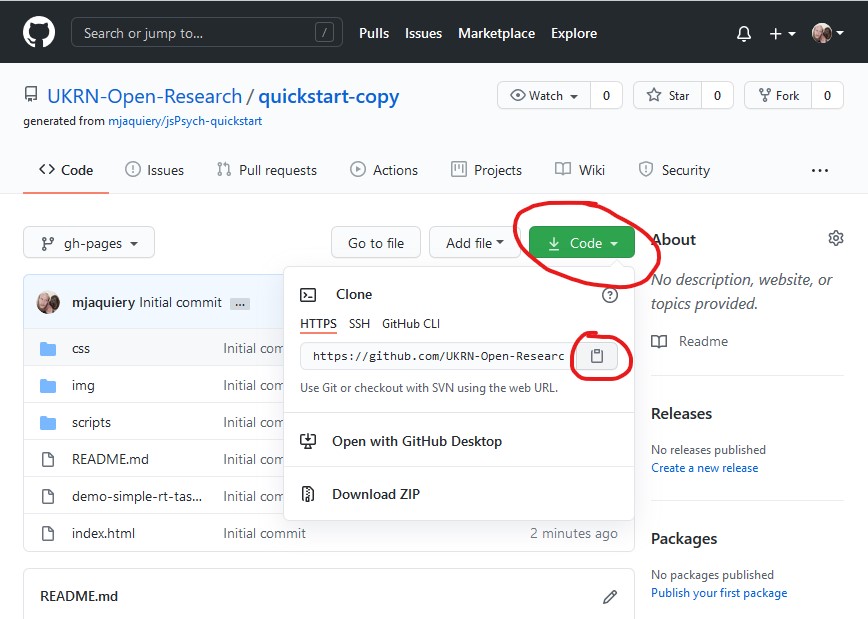 Search or jump to... /
Pulls Issues Marketplace Explore
UKRN-Open-Research / quickstart-copy
Watch 0 Star 0 Fork 0
generated from mjaquiery/jsPsych-quickstart
Code Issues Pull requests Actions Projects Wiki Security ...
gh-pages Go to file Add file Code
About
No description, website, or
topics provided.
Readme
mjaquiery Initial commit ...
css Initial com
img Initial com
scripts Initial com
README.md Initial com
demo-simple-rt-tas... Initial com
index.html Initial commit 2 minutes ago
Clone ?
HTTPS SSH GitHub CLI
https://github.com/UKRN-Open-Researc
Use Git or checkout with SVN using the web URL.
Open with GitHub Desktop
Download ZIP
Releases
No releases published
Create a new release
Packages
No packages published
Publish your first package
README.md